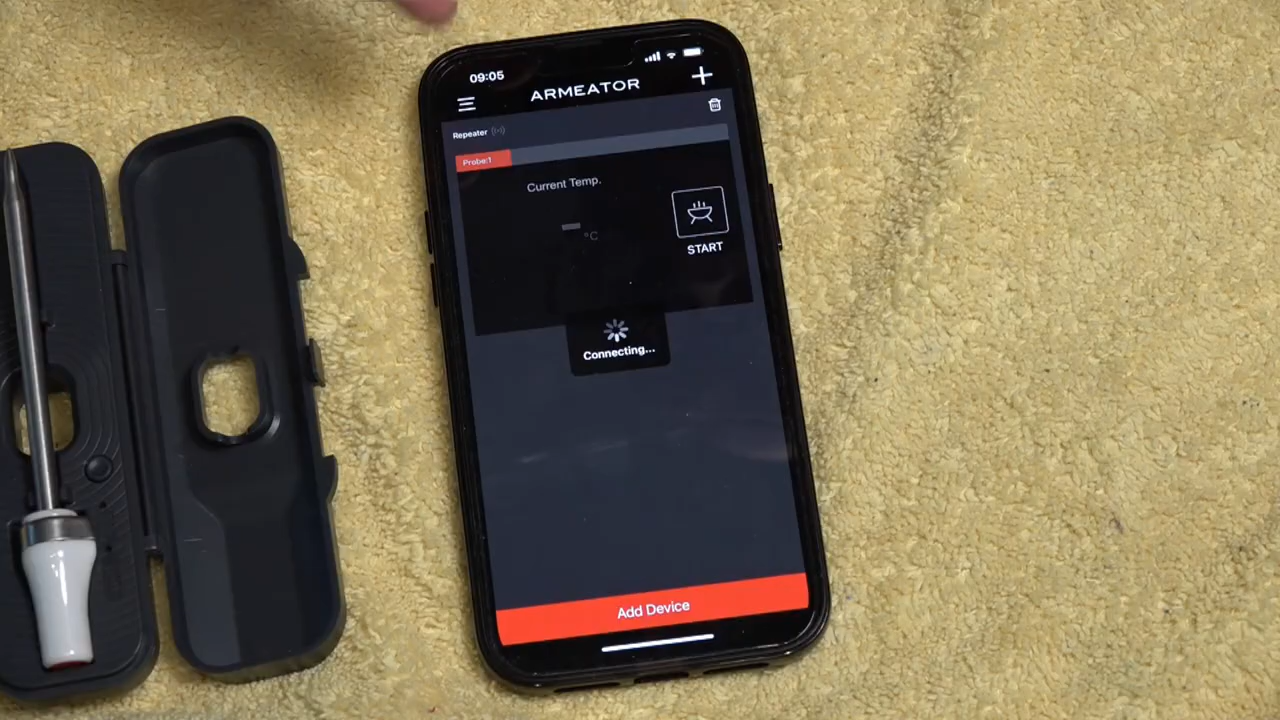 09:05
ARMEATOR
Repeater
Probe:1
Current Temp.
°C
START
Connecting...
Add Device